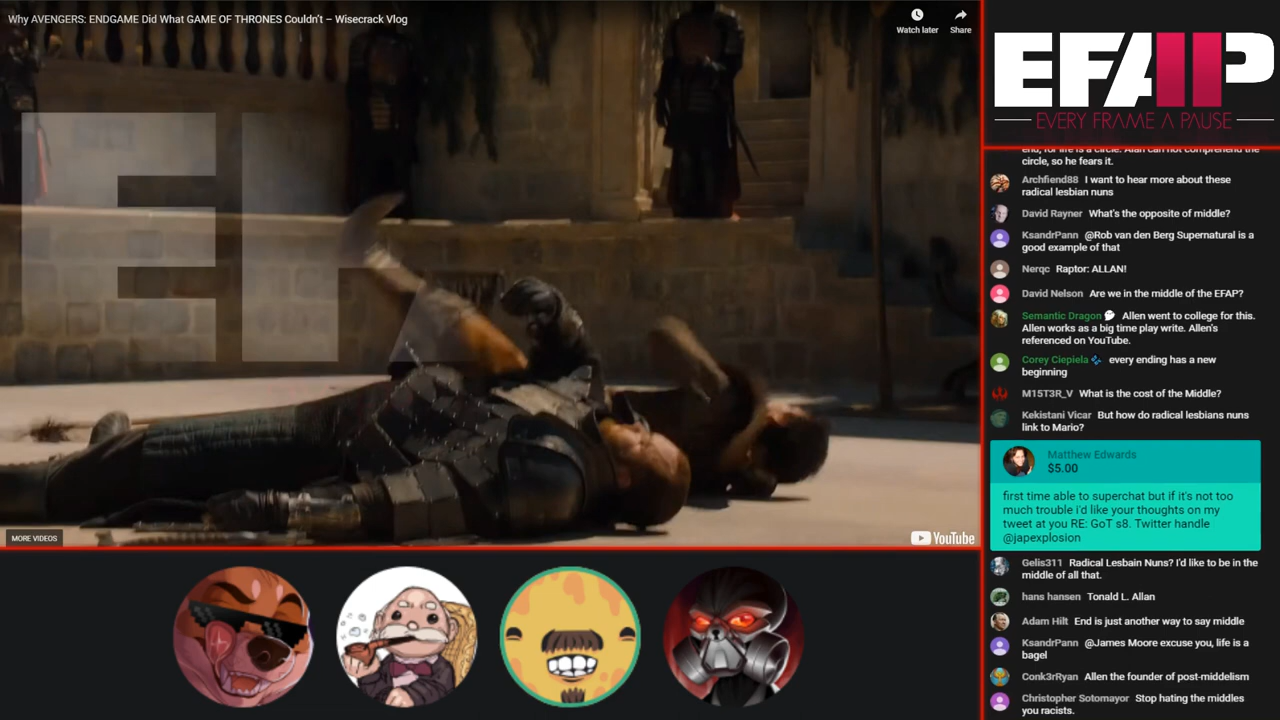 Why AVENGERS: ENDGAME Did What GAME OF THRONES Couldn't – Wisecrack Vlog
Watch later
Share
EFAP
EVERY FRAME A PAUSE
EFA
MORE VIDEOS
YouTube
end, for life is a circle. Alan can not comprehend the
circle, so he fears it.
Archfiend88 I want to hear more about these
radical lesbian nuns
David Rayner What's the opposite of middle?
KsandrPann @Rob van den Berg Supernatural is a
good example of that
Nerqc Raptor: ALLAN!
David Nelson Are we in the middle of the EFAP?
Semantic Dragon Allen went to college for this.
Allen works as a big time play write. Allen's
referenced on YouTube.
Corey Ciepiela every ending has a new
beginning
M15T3R_V What is the cost of the Middle?
Kekistani Vicar But how do radical lesbians nuns
link to Mario?
Matthew Edwards
$5.00
first time able to superchat but if it's not too
much trouble i'd like your thoughts on my
tweet at you RE: GoT s8. Twitter handle
@japexplosion
Gelis311 Radical Lesbain Nuns? I'd like to be in the
middle of all that.
hans hansen Tonald L. Allan
Adam Hilt End is just another way to say middle
KsandrPann @James Moore excuse you, life is a
bagel
Conk3rRyan Allen the founder of post-middelism
Christopher Sotomayor Stop hating the middles
you racists.